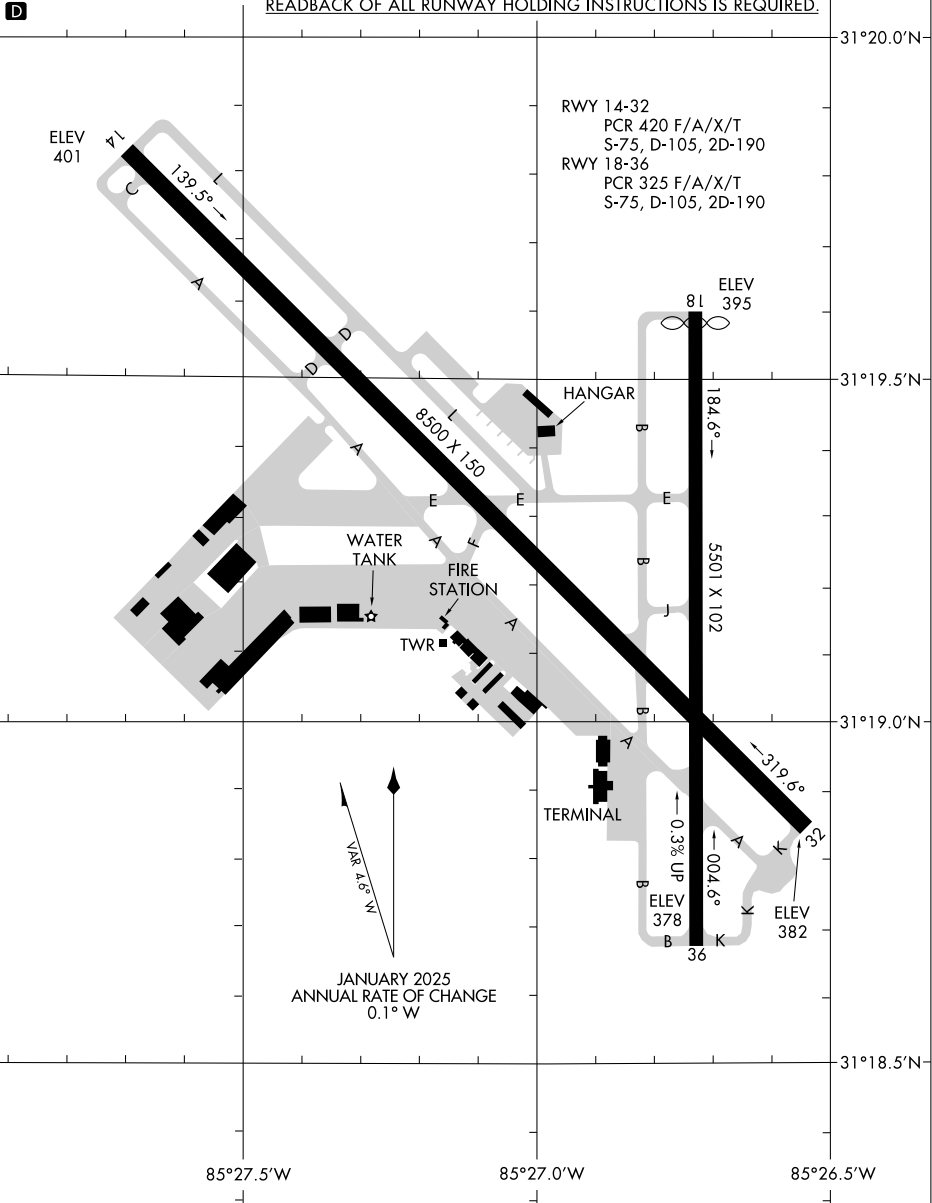 D
READBACK OF ALL RUNWAY HOLDING INSTRUCTIONS IS REQUIRED.
31°20.0'N
RWY 14-32
PCR 420 F/A/X/T
S-75, D-105, 2D-190
RWY 18-36
PCR 325 F/A/X/T
S-75, D-105, 2D-190
ELEV
401
14
C
139.5°
L
A
D
D
ELEV
395
18
31°19.5'N
HANGAR
184.6°
L
8500 X 150
A
B
E
E
E
A
F
WATER
TANK
FIRE
STATION
B
5501 X 102
J
A
TWR
B
31°19.0'N
A
319.6°
TERMINAL
0.3% UP
004.6°
A
K
32
VAR 4.6° W
B
ELEV
378
K
ELEV
382
B
K
36
JANUARY 2025
ANNUAL RATE OF CHANGE
0.1° W
31°18.5'N
85°27.5'W
85°27.0'W
85°26.5'W